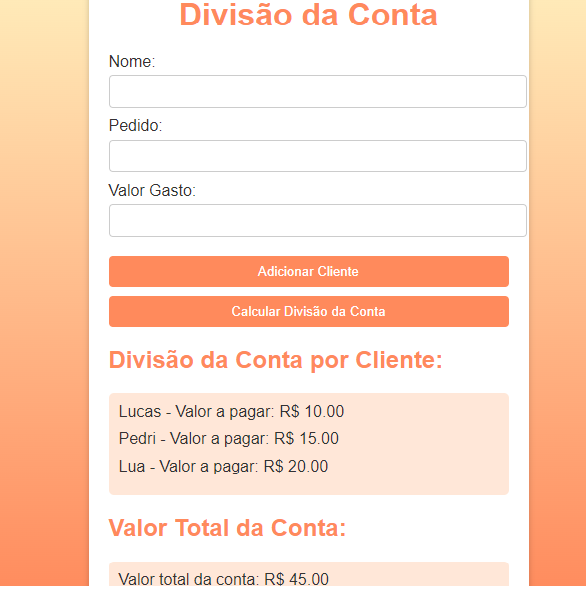 Divisão da Conta
Nome:
Pedido:
Valor Gasto:
Adicionar Cliente
Calcular Divisão da Conta
Divisão da Conta por Cliente:
Lucas - Valor a pagar: R$ 10.00
Pedri - Valor a pagar: R$ 15.00
Lua - Valor a pagar: R$ 20.00
Valor Total da Conta:
Valor total da conta: R$ 45.00